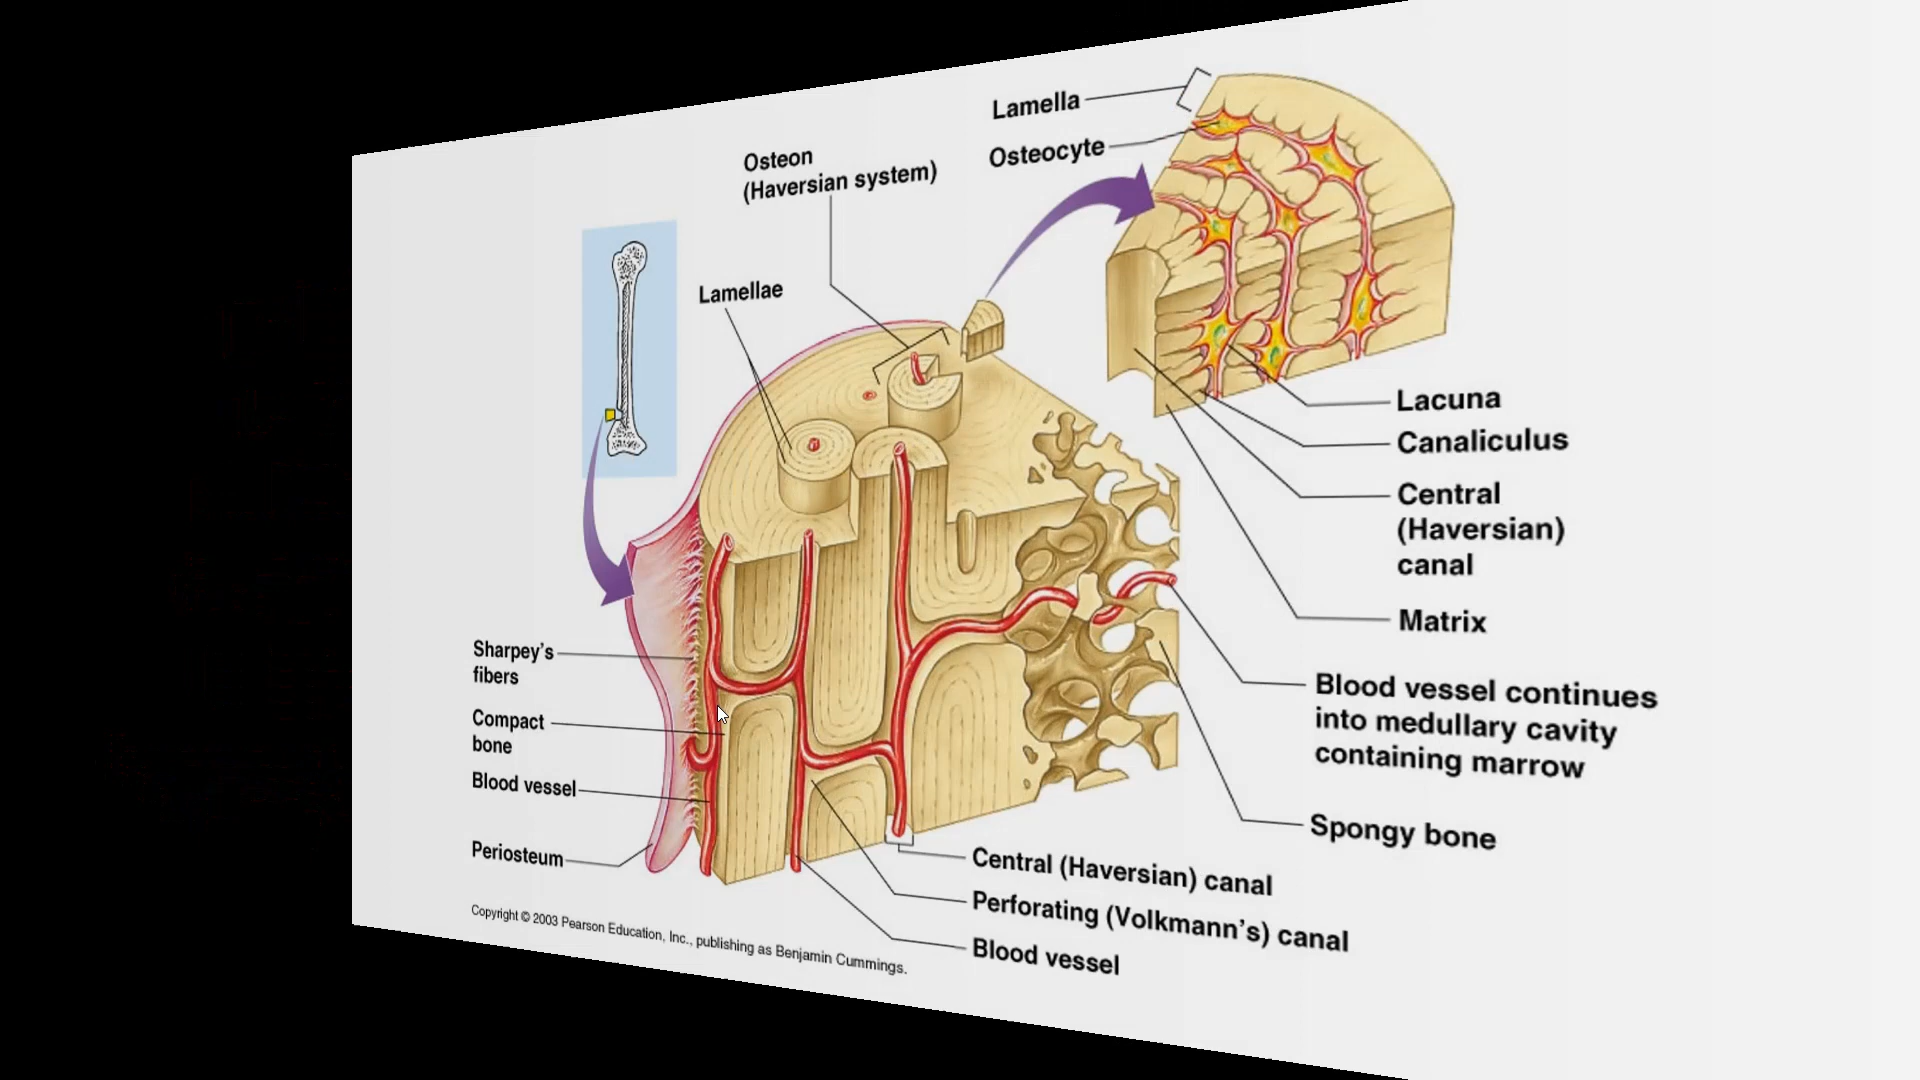 Lamella
Osteocyte
Osteon
(Haversian system)
Lamellae
Lacuna
Canaliculus
Central
(Haversian)
canal
Matrix
Sharpey's
fibers
Compact
bone
Blood vessel
Periosteum
Blood vessel continues
into medullary cavity
containing marrow
Spongy bone
Central (Haversian) canal
Perforating (Volkmann's) canal
Blood vessel
Copyright © 2003 Pearson Education, Inc., publishing as Benjamin Cummings.